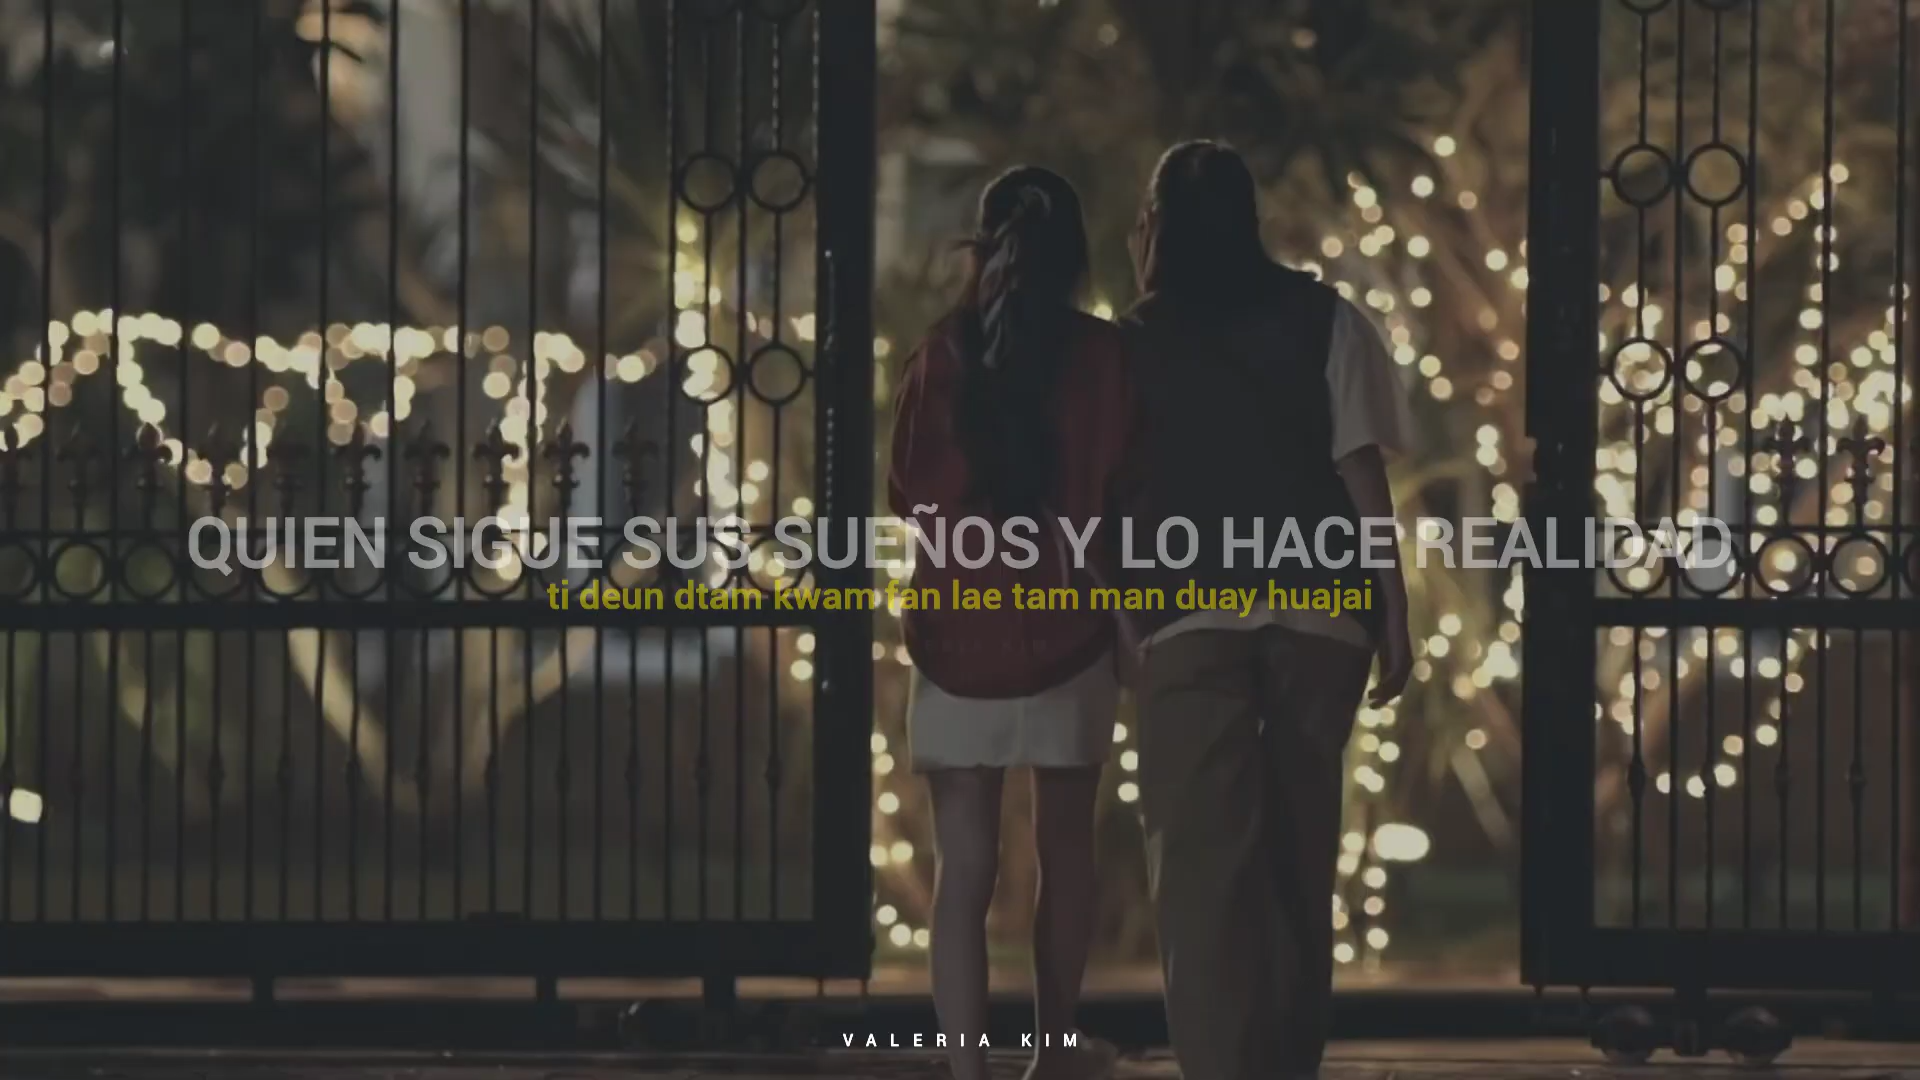 QUIEN SIGUE SUS SUEÑOS Y LO HACE REALIDAD
ti deun dtam kwam fan lae tam man duay huajai
VALERIA KIM